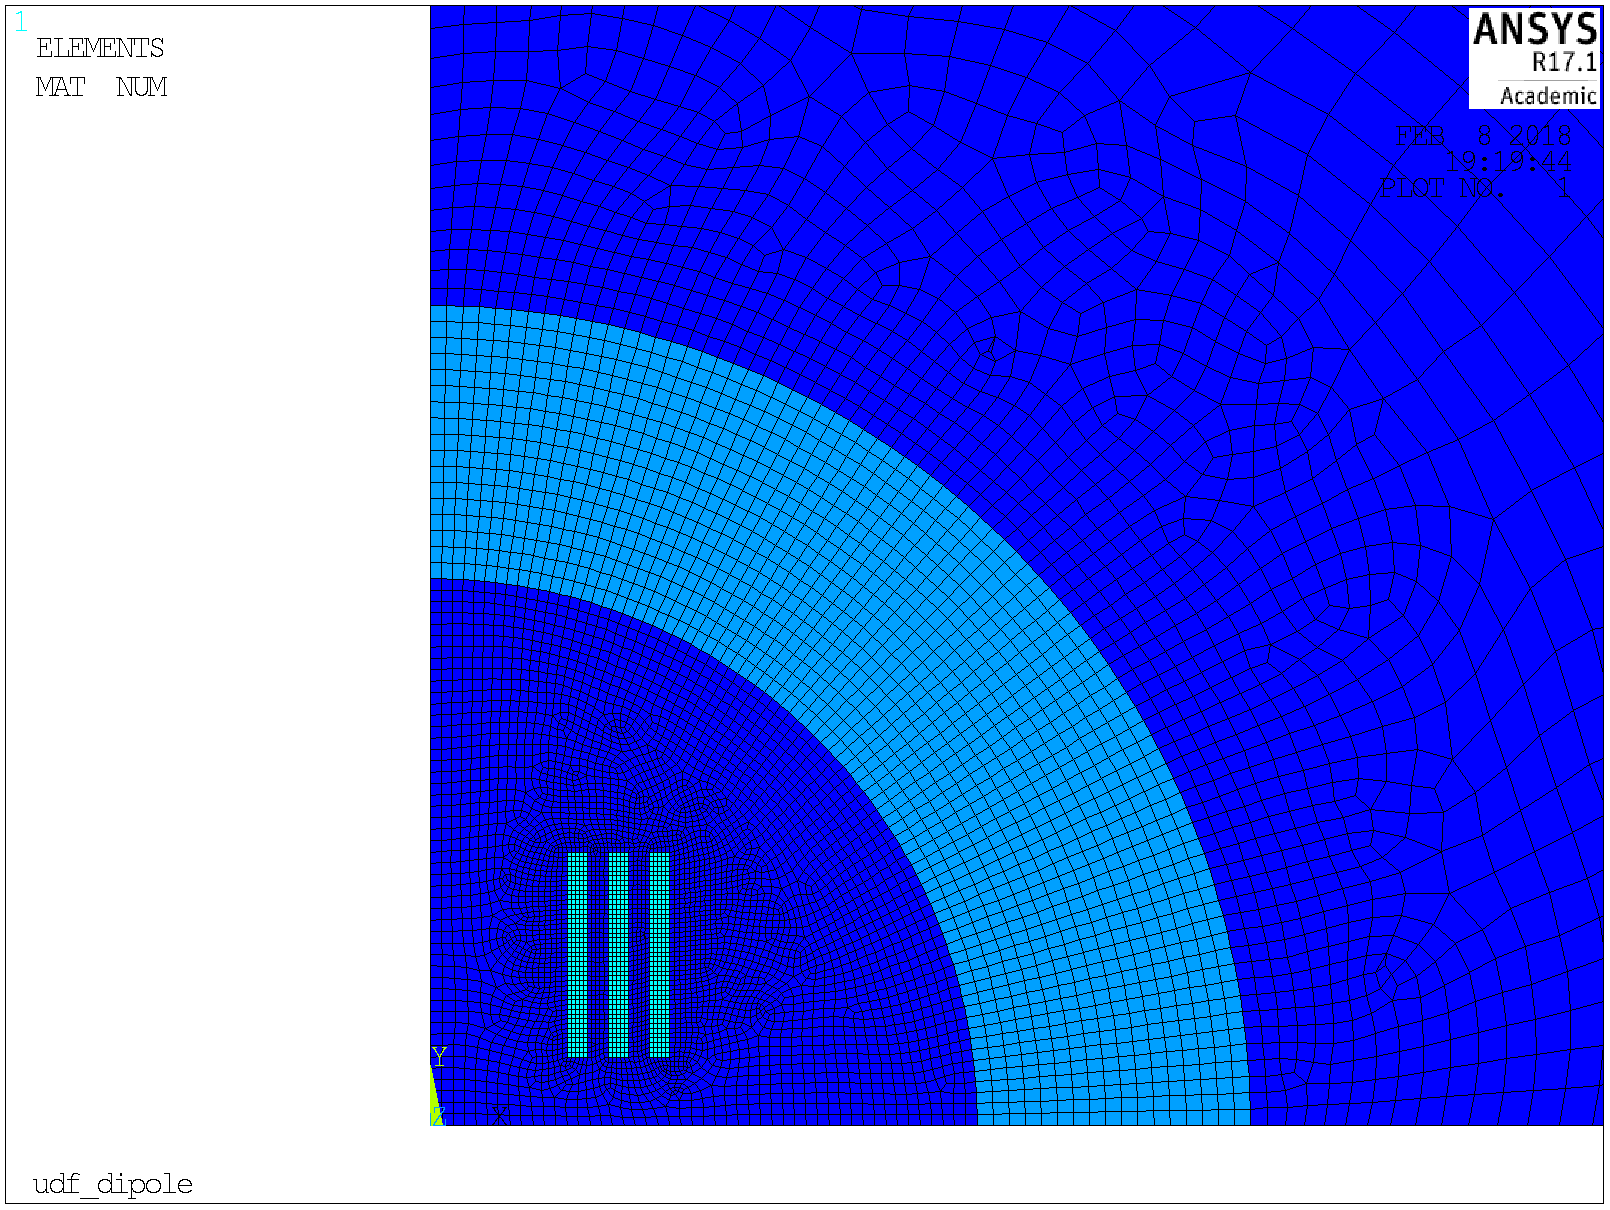 1
ELEMENTS
MAT NUM
ANSYS
R17.1
Academic
FEB 8 2018
19:19:44
PLOT NO. 1
Y
Z
X
udf_dipole